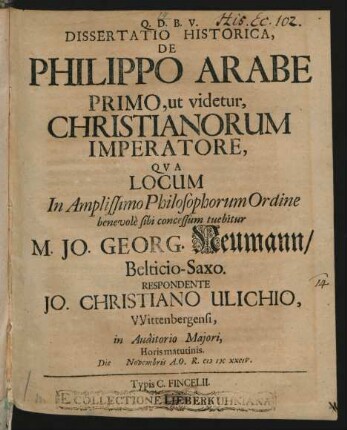 Q. D. B. V. His. Ec. 102.
DISSERTATIO HISTORICA,
DE
PHILIPPO ARABE
PRIMO, ut videtur,
CHRISTIANORUM
IMPERATORE,
QVA
LOCUM
In Amplissimo Philosophorum Ordine
benevolè sibi concessum tuebitur
M. JO. GEORG. Neumann/
Belticio-Saxo.
RESPONDENTE
JO. CHRISTIANO ULICHIO,
VVittenbergensi,
in Auditorio Majori,
Horis matutinis.
Die Novembris A. O. R.
Typis C. FINCELII.
E COLLECTIONE LIEBERKUHNIANA
14